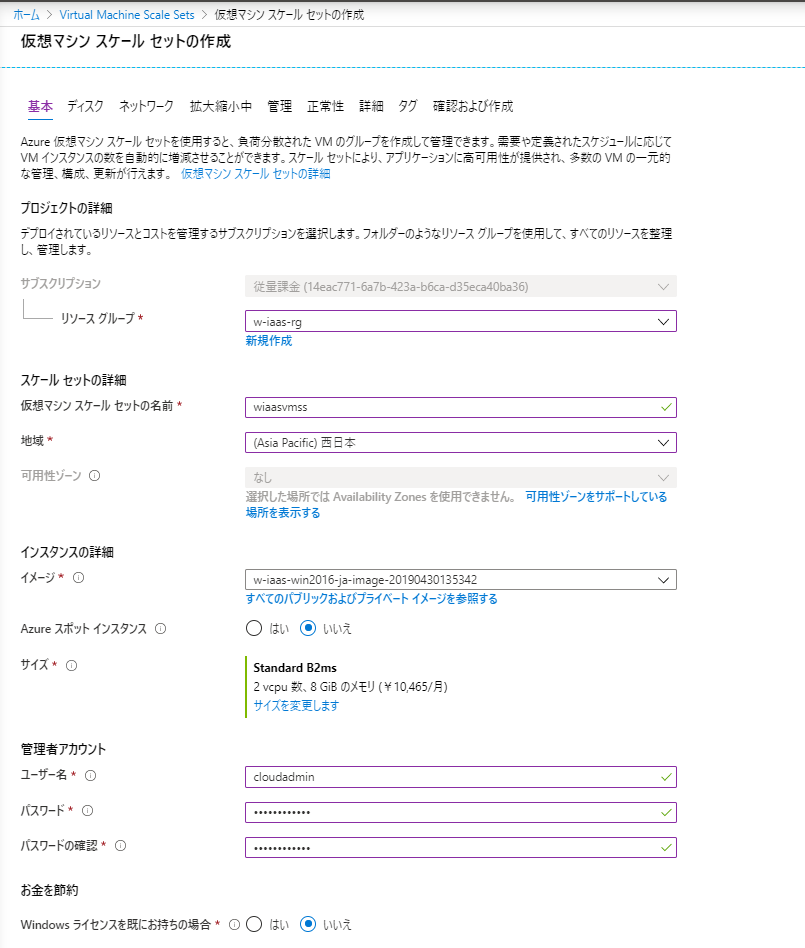 ホーム > Virtual Machine Scale Sets > 仮想マシン スケール セットの作成
仮想マシン スケール セットの作成
基本 ディスク ネットワーク 拡大縮小中 管理 正常性 詳細 タグ 確認および作成
Azure 仮想マシン スケール セットを使用すると、負荷分散された VM のグループを作成して管理できます。需要や定義されたスケジュールに応じて
VM インスタンスの数を自動的に増減させることができます。スケール セットにより、アプリケーションに高可用性が提供され、多数の VM の一元的
な管理、構成、更新が行えます。 仮想マシン スケール セットの詳細
プロジェクトの詳細
デプロイされているリソースとコストを管理するサブスクリプションを選択します。フォルダーのようなリソース グループを使用して、すべてのリソースを整理
し、管理します。
サブスクリプション
従量課金 (14eac771-6a7b-423a-b6ca-d35eca40ba36)
リソース グループ *
w-iaas-rg
新規作成
スケール セットの詳細
仮想マシン スケール セットの名前 *
wiaasvmss
地域 *
(Asia Pacific) 西日本
可用性ゾーン
なし
選択した場所では Availability Zones を使用できません。 可用性ゾーンをサポートしている
場所を表示する
インスタンスの詳細
イメージ *
w-iaas-win2016-ja-image-20190430135342
すべてのパブリックおよびプライベート イメージを参照する
Azure スポット インスタンス
はい いいえ
サイズ *
Standard B2ms
2 vcpu 数、8 GiB のメモリ (￥10,465/月)
サイズを変更します
管理者アカウント
ユーザー名 *
cloudadmin
パスワード *
••••••••••••
パスワードの確認 *
••••••••••••
お金を節約
Windows ライセンスを既にお持ちの場合 *
はい いいえ